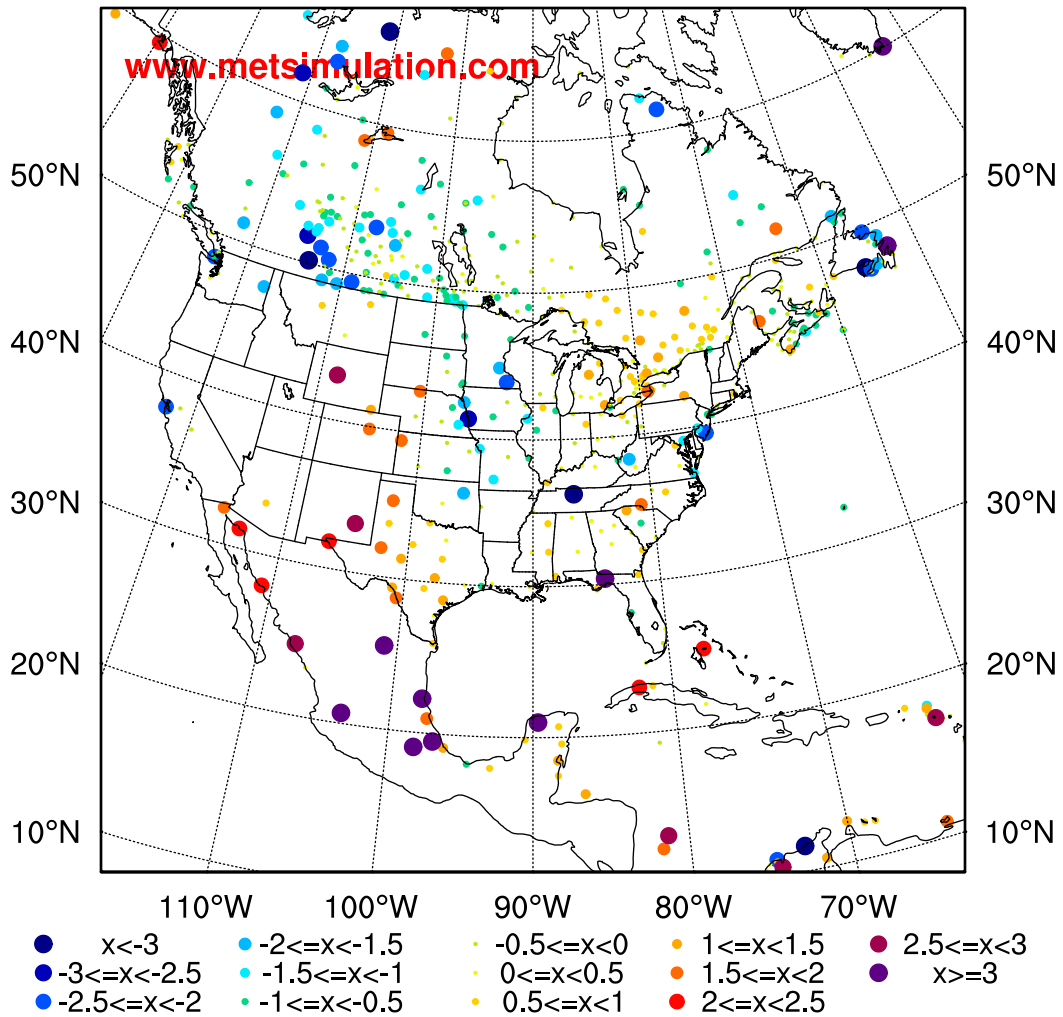 www.metsimulation.com
50°N
50°N
40°N
40°N
30°N
30°N
20°N
20°N
10°N
10°N
110°W 100°W 90°W 80°W 70°W
x<-3 -2<=x<-1.5 -0.5<=x<0 1<=x<1.5 2.5<=x<3
-3<=x<-2.5 -1.5<=x<-1 0<=x<0.5 1.5<=x<2 x>=3
-2.5<=x<-2 -1<=x<-0.5 0.5<=x<1 2<=x<2.5